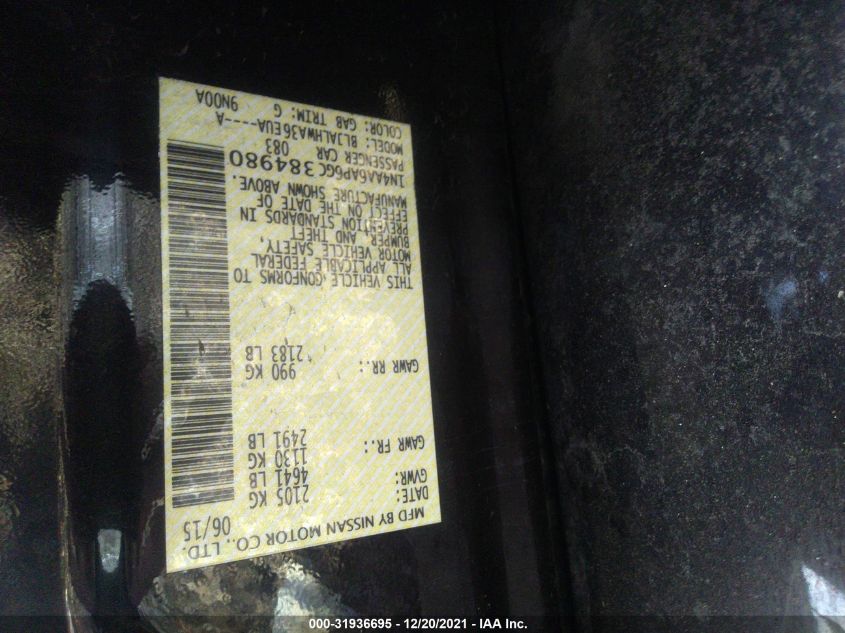 MFD BY NISSAN MOTOR CO., LTD.
DATE: 06/15
GVWR: 2105 KG
4641 LB
GAWR FR.: 1130 KG
2491 LB
GAWR RR.: 990 KG
2183 LB
THIS VEHICLE CONFORMS TO
ALL APPLICABLE FEDERAL
MOTOR VEHICLE SAFETY,
BUMPER, AND THEFT
PREVENTION STANDARDS IN
EFFECT ON THE DATE OF
MANUFACTURE SHOWN ABOVE.
1N4AA6AP6GC384980
PASSENGER CAR 083
MODEL: BLJALHWA36EUA----A
COLOR: GAB TRIM: G 9N00A
000-31936695 - 12/20/2021 - IAA Inc.